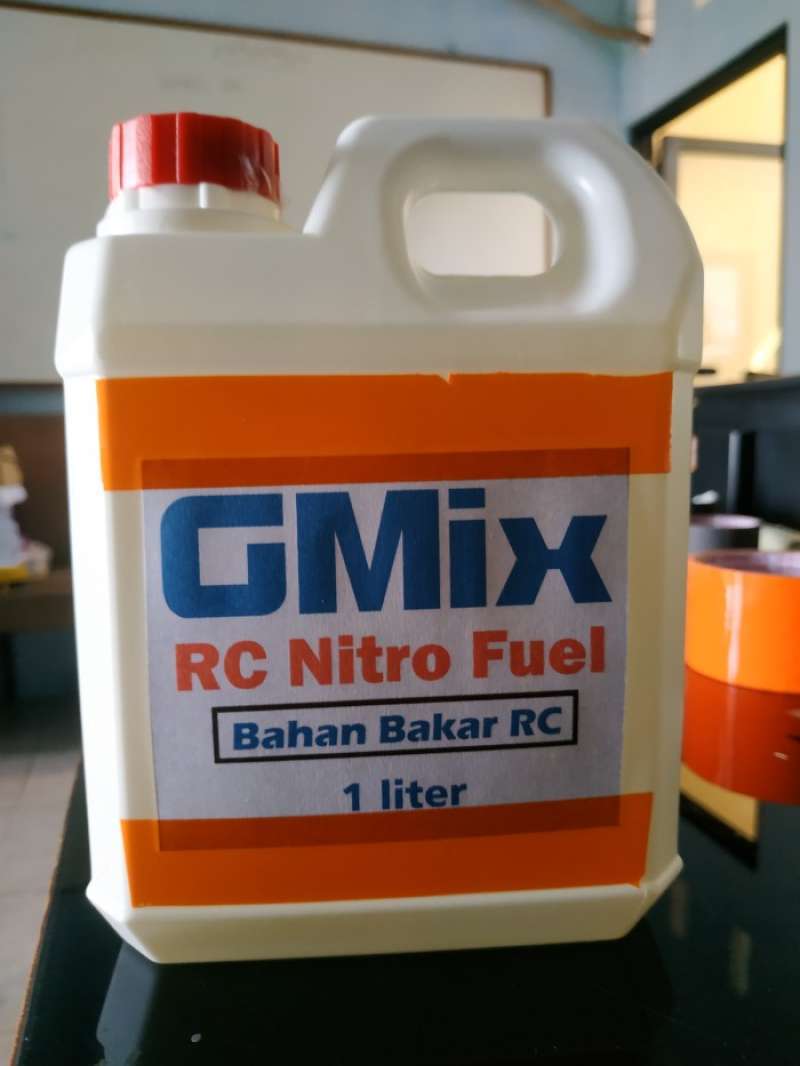 GMix
RC Nitro Fuel
Bahan Bakar RC
1 liter